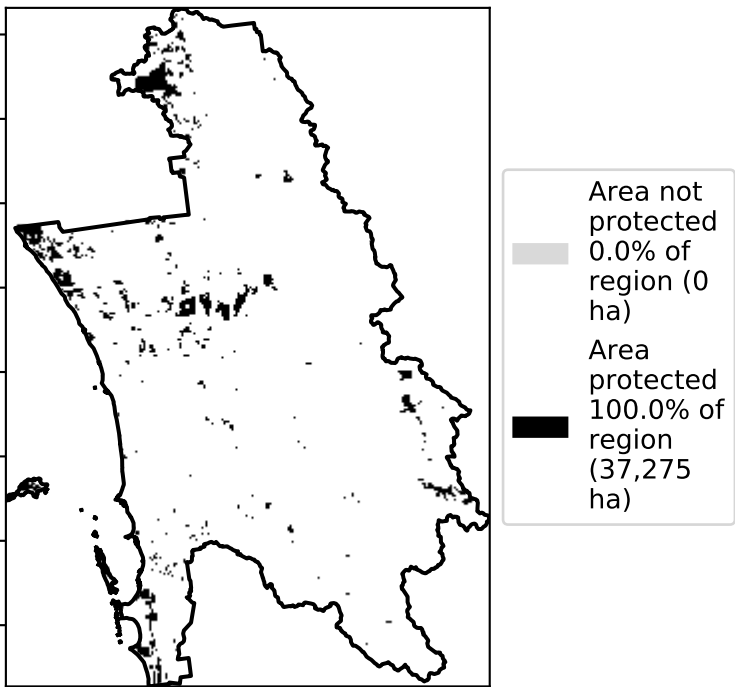 Area not
protected
0.0% of
region (0
ha)
Area
protected
100.0% of
region
(37,275
ha)